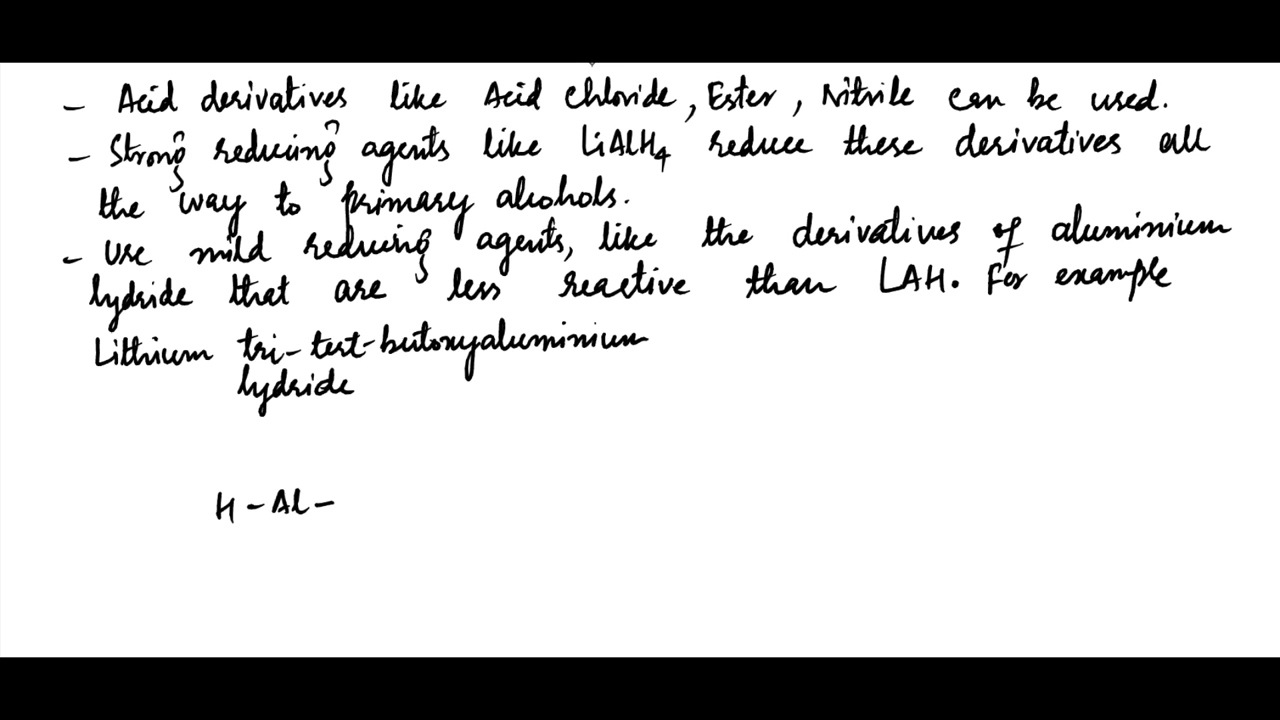 - Acid derivatives like Acid Chloride, Ester, Nitrile can be used.
- Strong reducing agents like LiAlH4 reduce these derivatives all
the way to primary alcohols.
- Use mild reducing agents, like the derivatives of aluminium
hydride that are less reactive than LAH. For example
Lithium tri-tert-butoxyaluminium
hydride
H-Al-